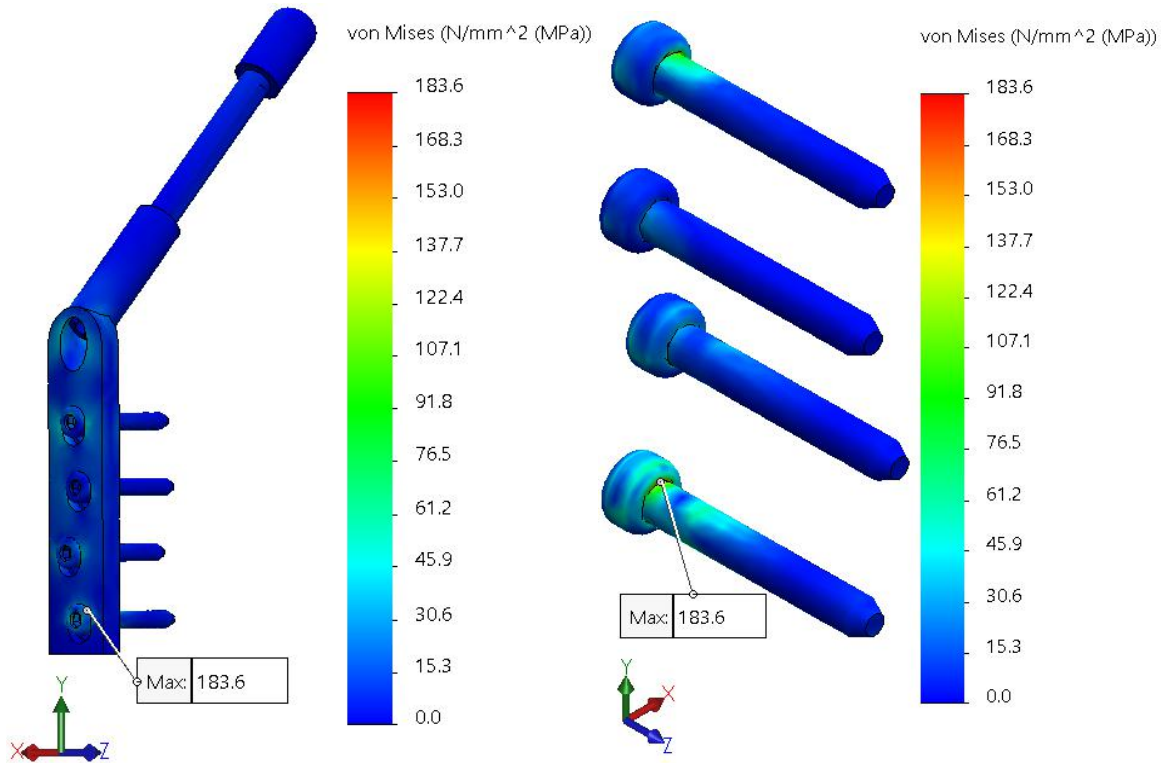 von Mises (N/mm^2 (MPa))
183.6
168.3
153.0
137.7
122.4
107.1
91.8
76.5
61.2
45.9
30.6
15.3
0.0
Max: 183.6
Y
X
Z
von Mises (N/mm^2 (MPa))
183.6
168.3
153.0
137.7
122.4
107.1
91.8
76.5
61.2
45.9
30.6
15.3
0.0
Max: 183.6
Y
X
Z